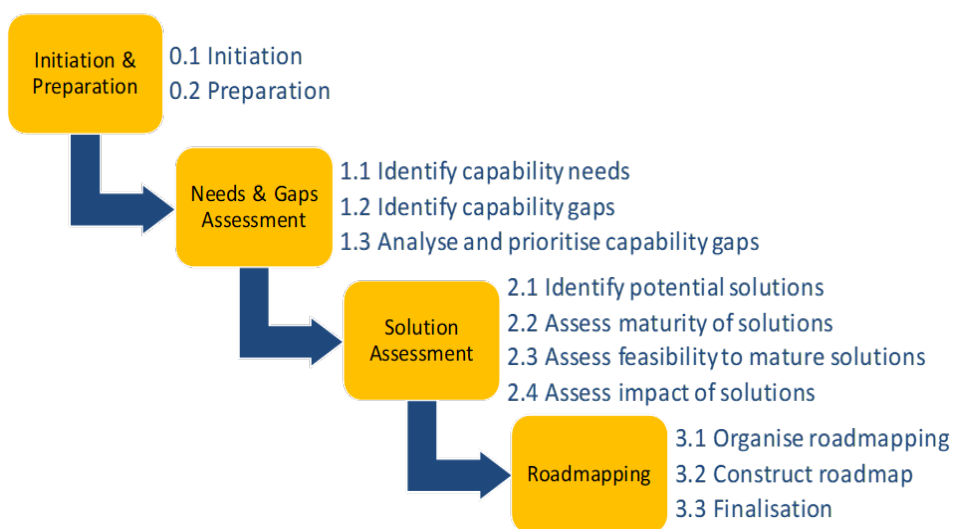 Initiation &
Preparation
0.1 Initiation
0.2 Preparation
Needs & Gaps
Assessment
1.1 Identify capability needs
1.2 Identify capability gaps
1.3 Analyse and prioritise capability gaps
Solution
Assessment
2.1 Identify potential solutions
2.2 Assess maturity of solutions
2.3 Assess feasibility to mature solutions
2.4 Assess impact of solutions
Roadmapping
3.1 Organise roadmapping
3.2 Construct roadmap
3.3 Finalisation